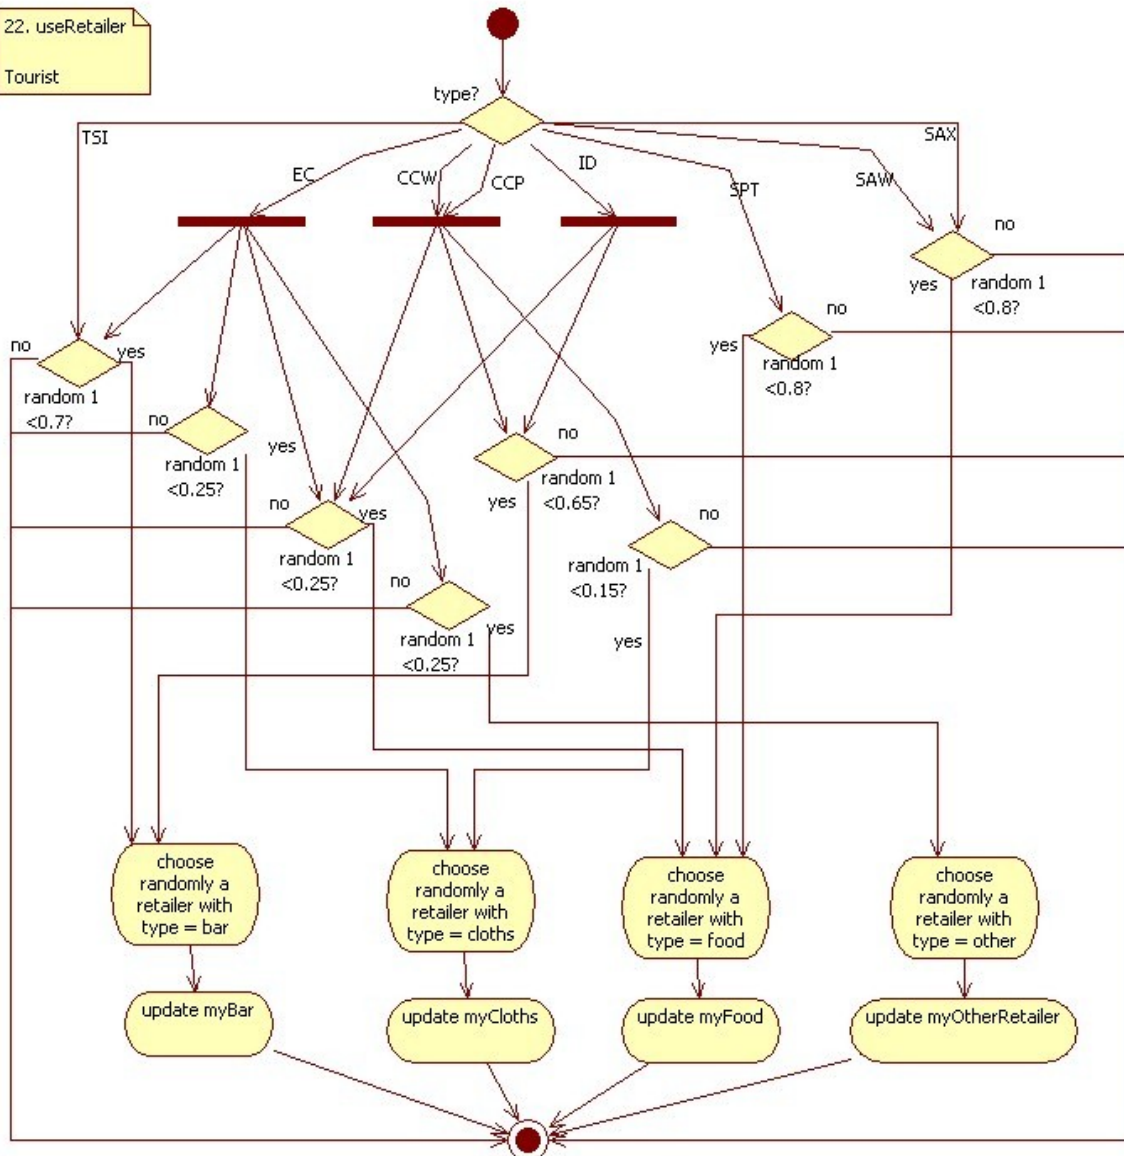 22. useRetailer
Tourist
type?
TSI
EC
CCW
CCP
ID
SPT
SAW
SAX
no
yes
random 1
<0.8?
no
yes
random 1
<0.8?
no
yes
random 1
<0.7?
no
random 1
<0.25?
yes
no
yes
random 1
<0.25?
no
yes
random 1
<0.65?
no
random 1
<0.15?
yes
no
yes
random 1
<0.25?
choose
randomly a
retailer with
type = bar
choose
randomly a
retailer with
type = cloths
choose
randomly a
retailer with
type = food
choose
randomly a
retailer with
type = other
update myBar
update myCloths
update myFood
update myOtherRetailer